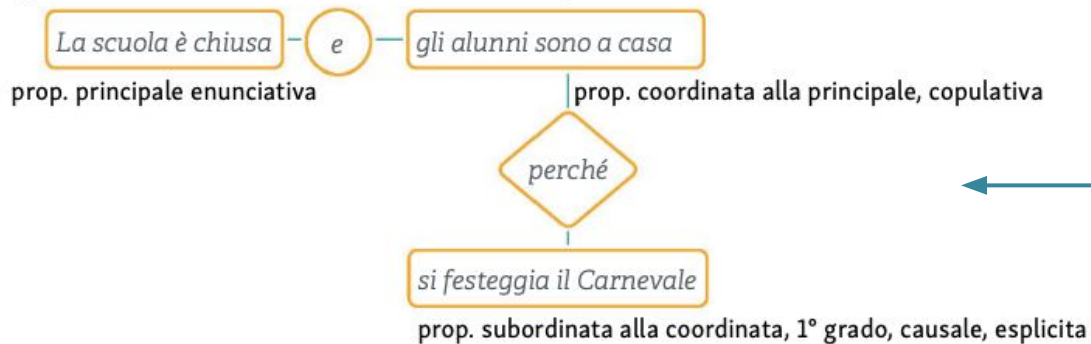 La scuola è chiusa e gli alunni sono a casa
prop. principale enunciativa prop. coordinata alla principale, copulativa
perché
si festeggia il Carnevale
prop. subordinata alla coordinata, 1° grado, causale, esplicita